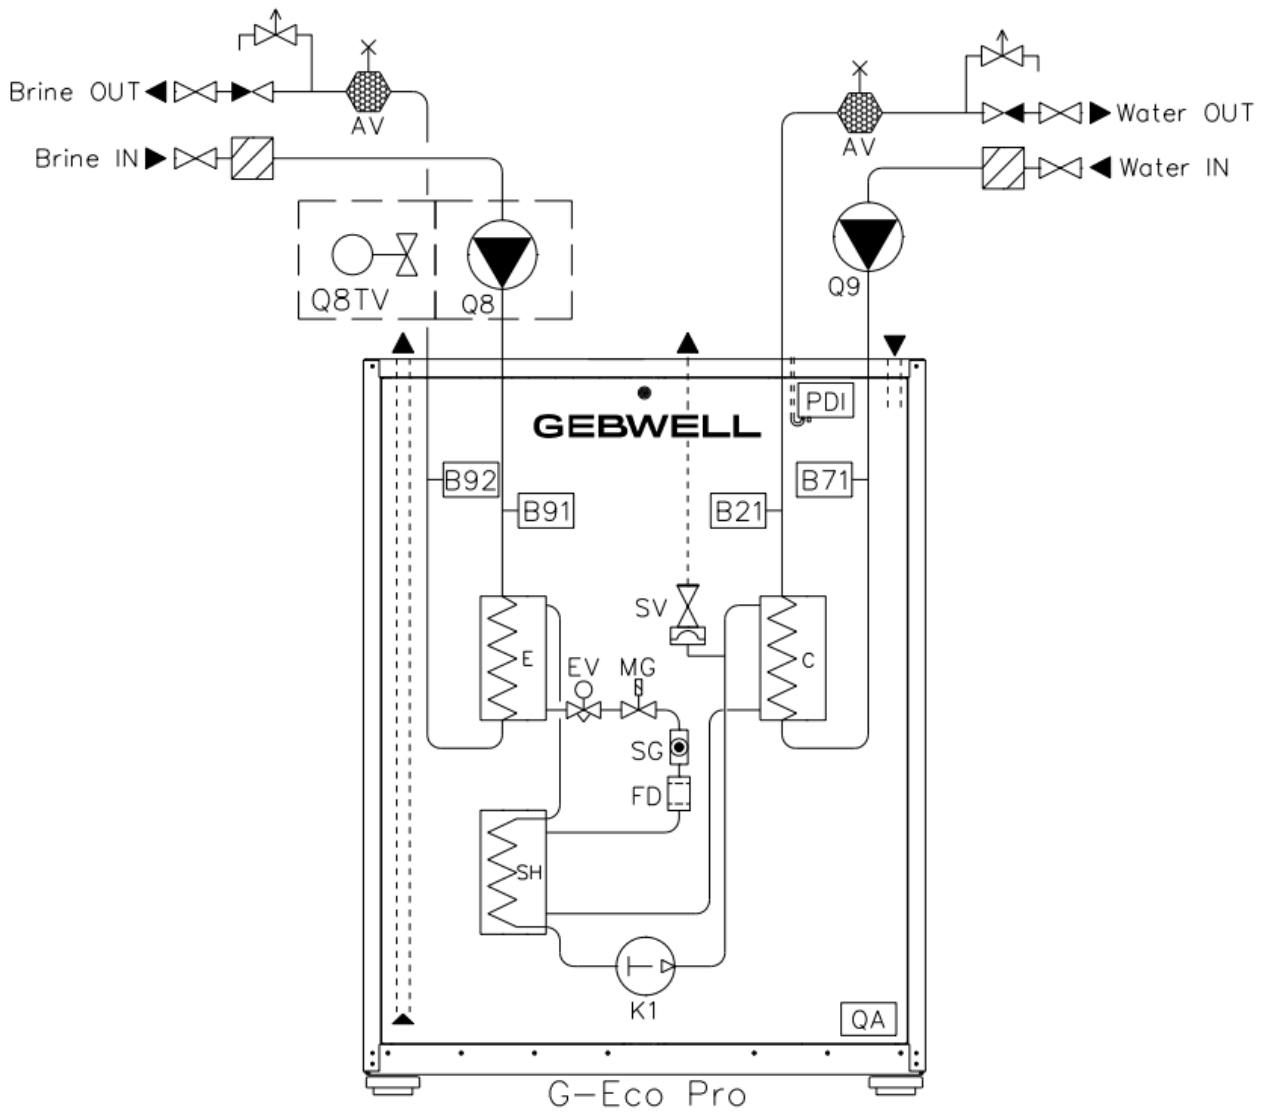 Brine OUT
AV
Water OUT
AV
Brine IN
Water IN
Q8TV
Q8
Q9
PDI
GEBWELL
B92
B71
B91
B21
SV
E
EV
MG
C
SG
FD
SH
K1
QA
G-Eco Pro